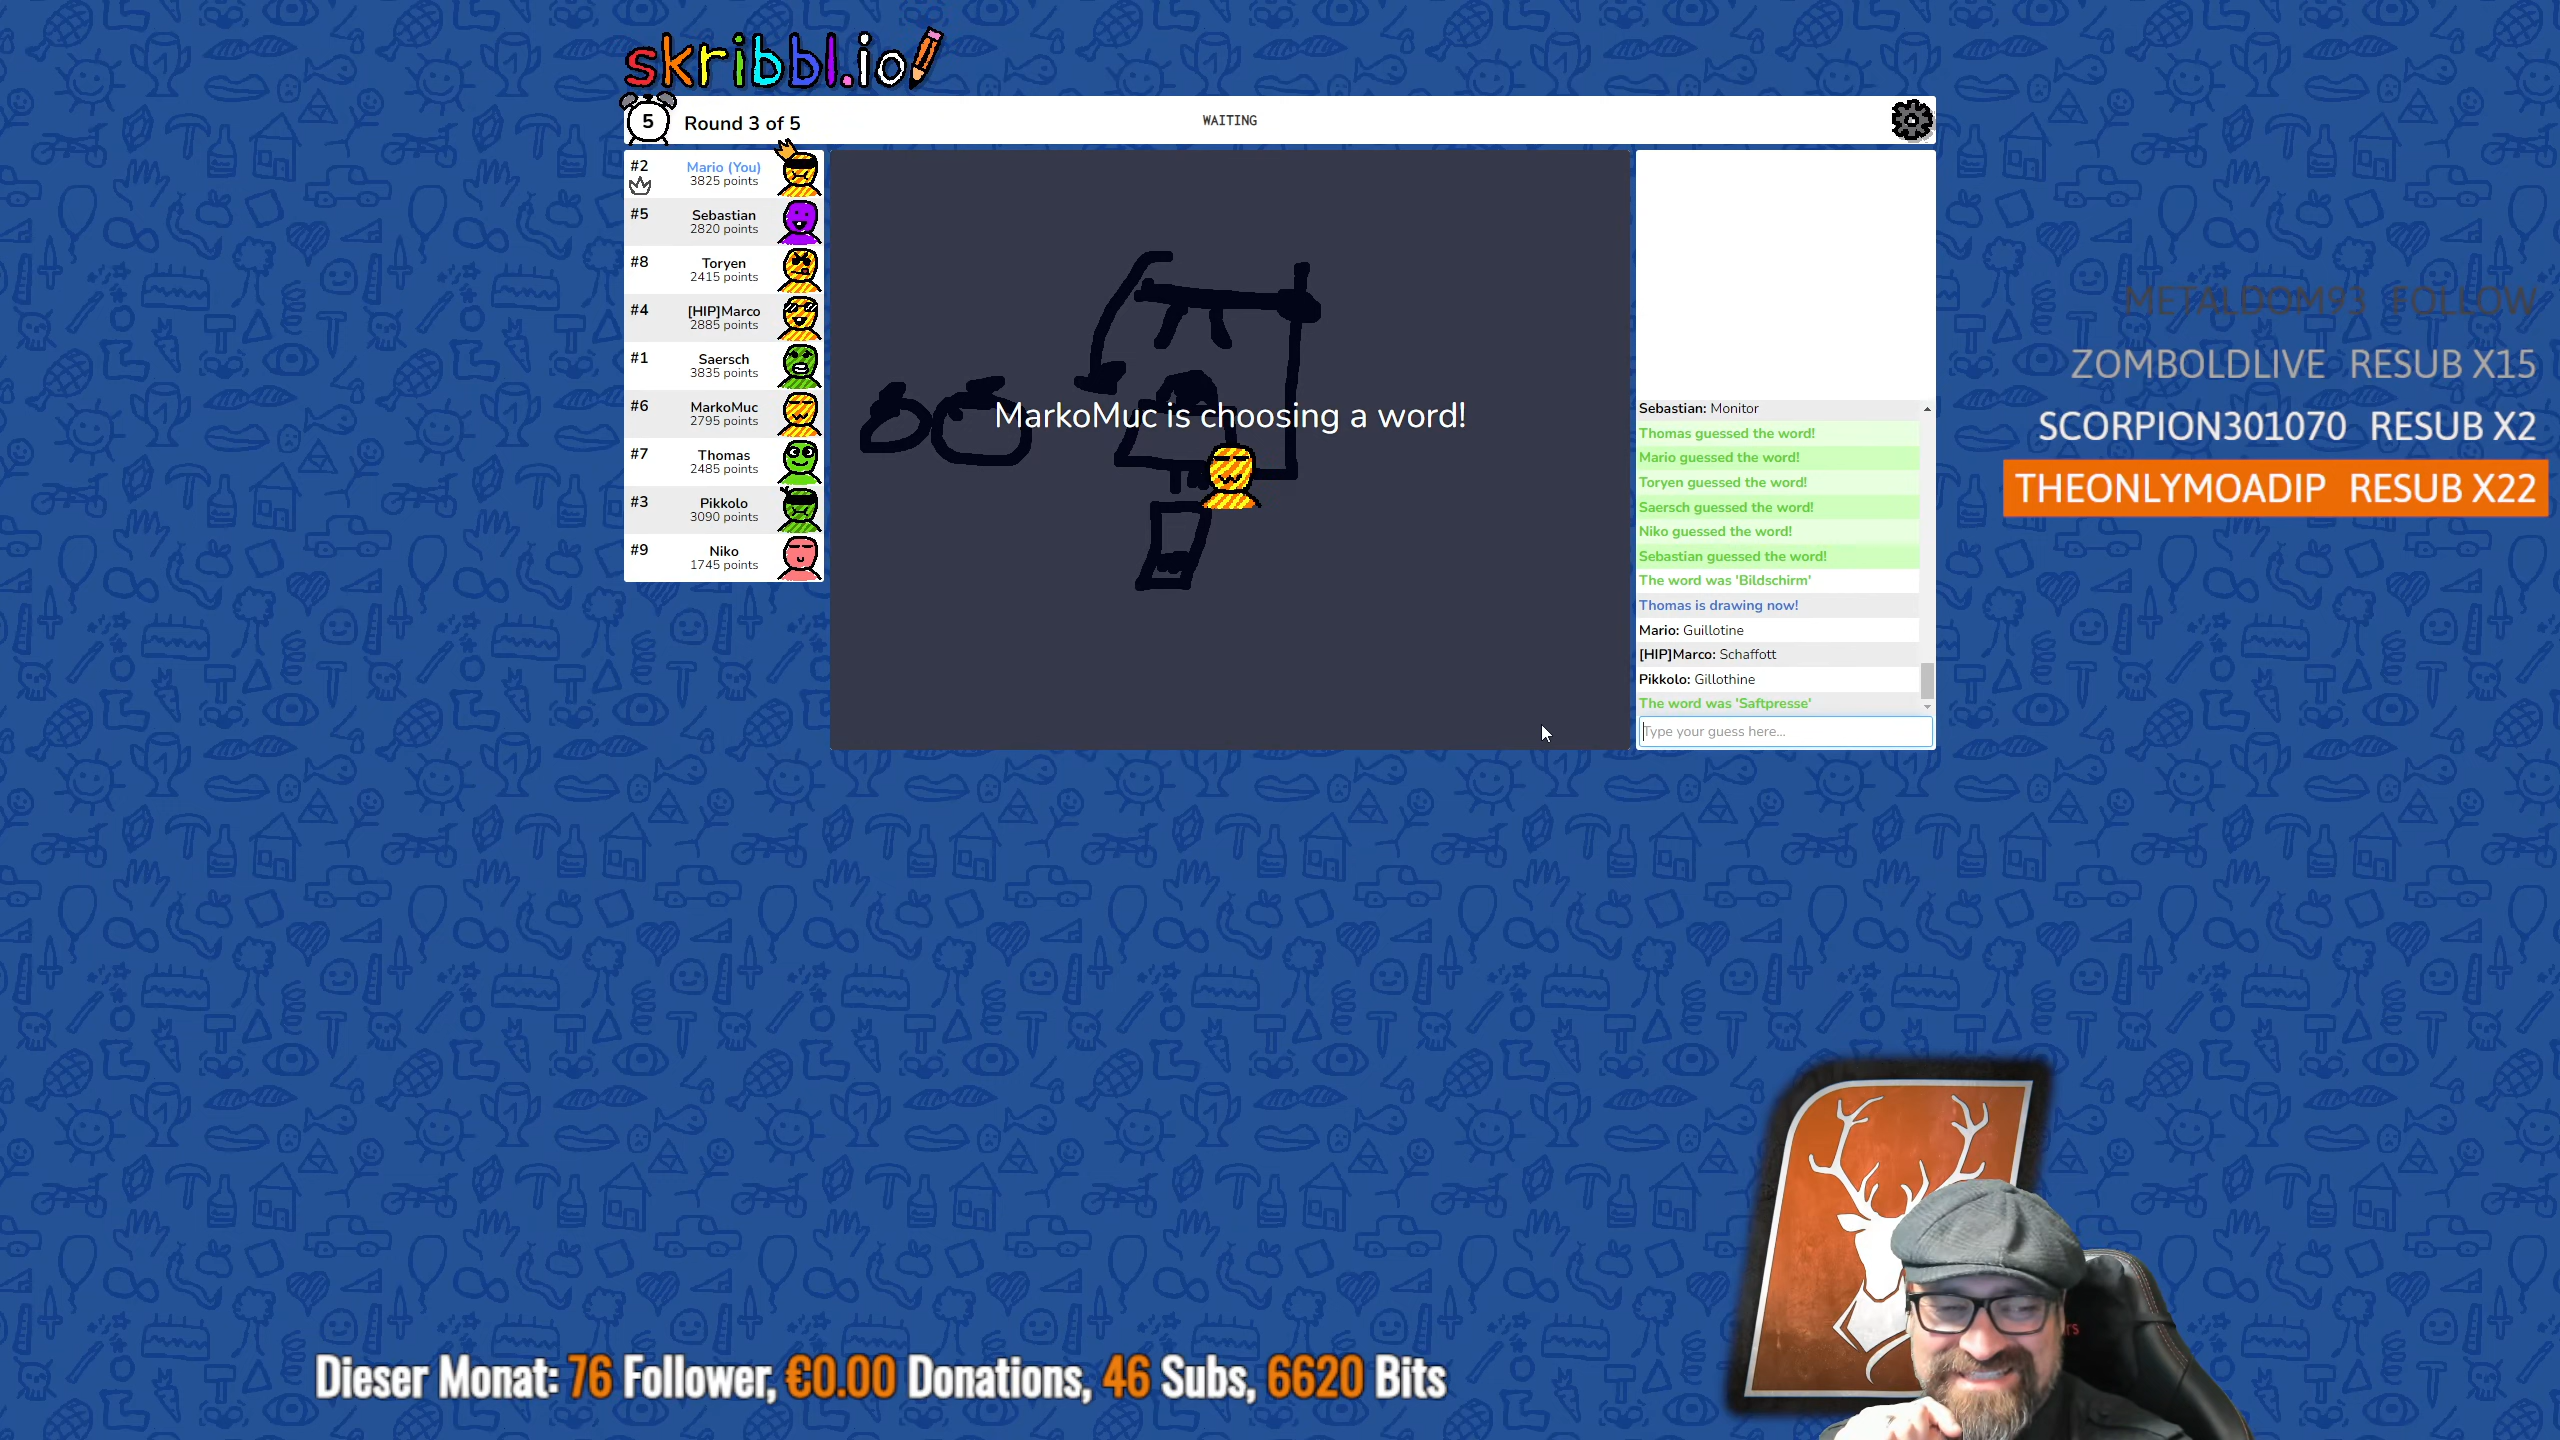 skribbl.io
5
Round 3 of 5
WAITING
#2
Mario (You)
3825 points
#5
Sebastian
2820 points
#8
Toryen
2415 points
#4
[HIP]Marco
2885 points
#1
Saersch
3835 points
#6
MarkoMuc
2795 points
#7
Thomas
2485 points
#3
Pikkolo
3090 points
#9
Niko
1745 points
MarkoMuc is choosing a word!
Sebastian: Monitor
Thomas guessed the word!
Mario guessed the word!
Toryen guessed the word!
Saersch guessed the word!
Niko guessed the word!
Sebastian guessed the word!
The word was 'Bildschirm'
Thomas is drawing now!
Mario: Guillotine
[HIP]Marco: Schaffott
Pikkolo: Gillothine
The word was 'Saftpresse'
Type your guess here...
METALDOM93 FOLLOW
ZOMBOLDLIVE RESUB X15
SCORPION301070 RESUB X2
THEONLYMOADIP RESUB X22
Dieser Monat: 76 Follower, €0.00 Donations, 46 Subs, 6620 Bits